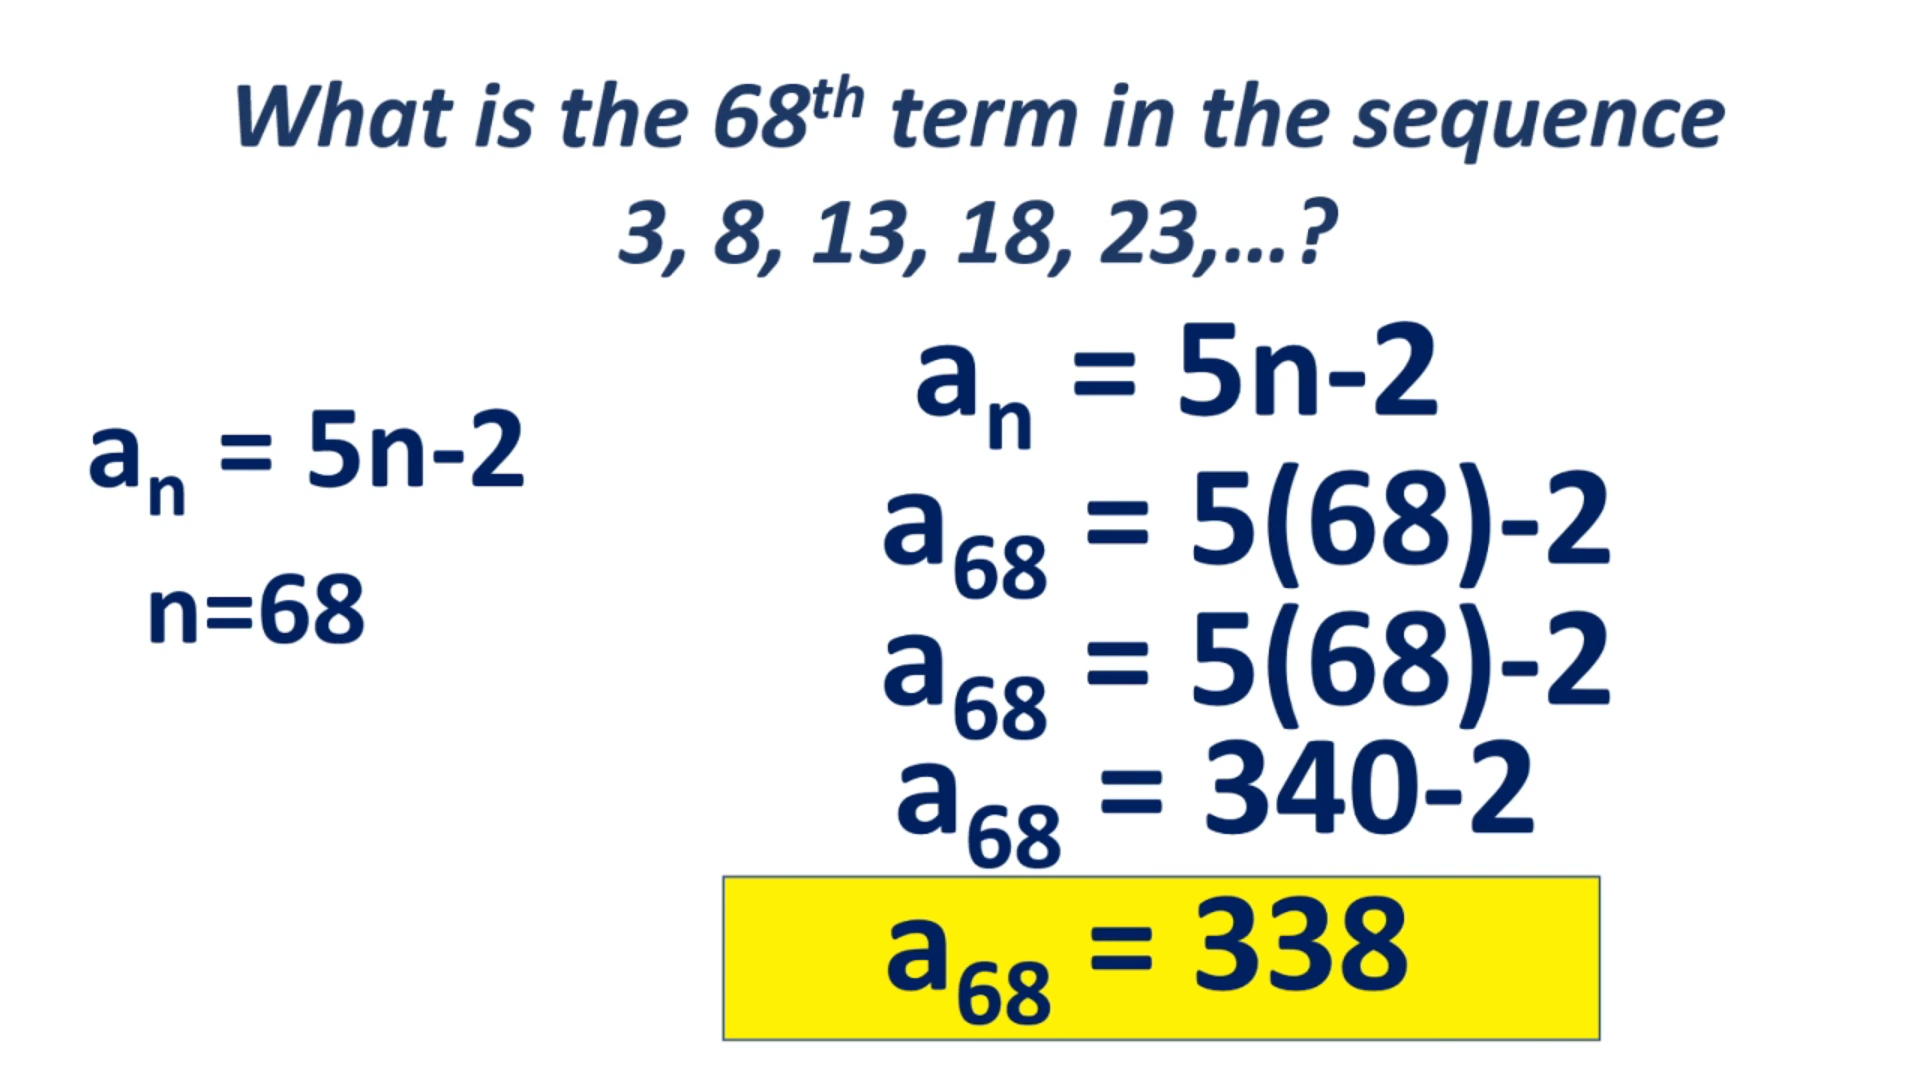 What is the 68th term in the sequence
3, 8, 13, 18, 23,...?
an = 5n-2
n=68
an = 5n-2
a68 = 5(68)-2
a68 = 5(68)-2
a68 = 340-2
a68 = 338